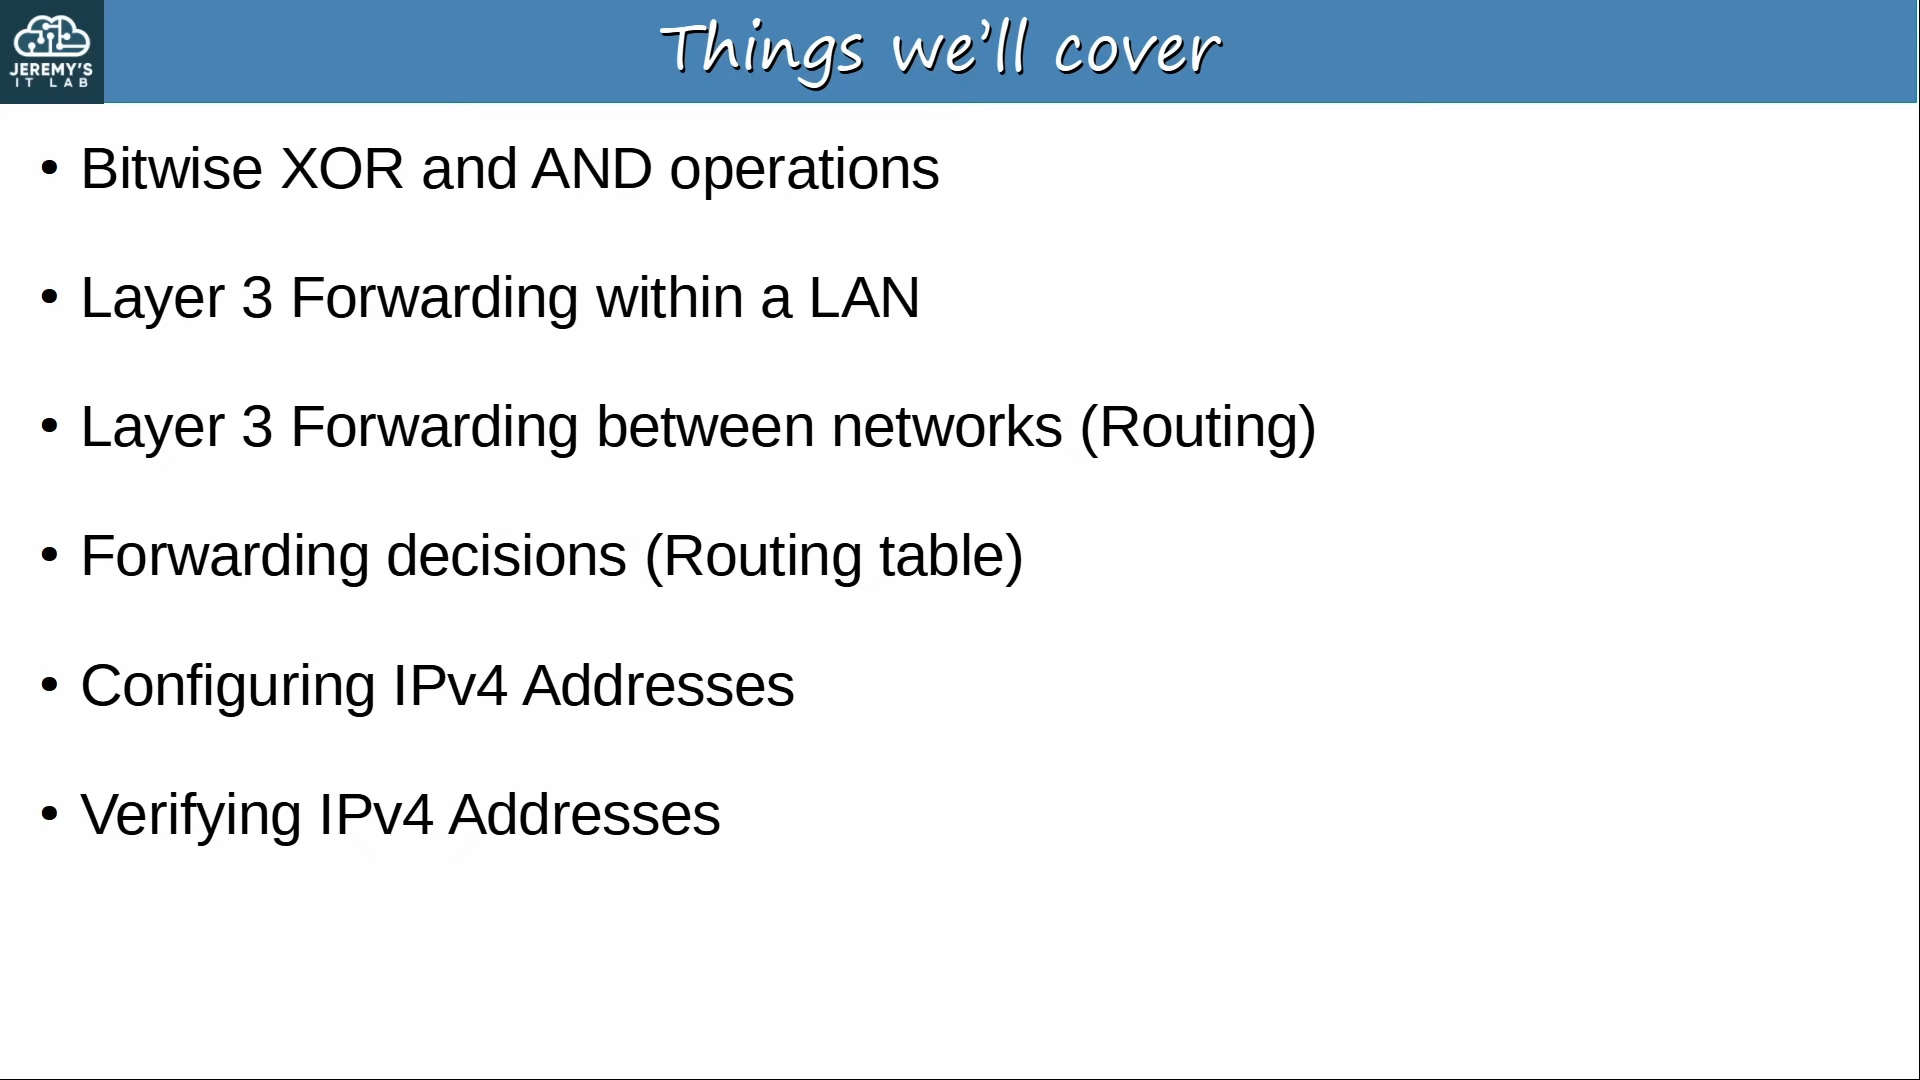 JEREMY'S
IT LAB
Things we'll cover
• Bitwise XOR and AND operations
• Layer 3 Forwarding within a LAN
• Layer 3 Forwarding between networks (Routing)
• Forwarding decisions (Routing table)
• Configuring IPv4 Addresses
• Verifying IPv4 Addresses